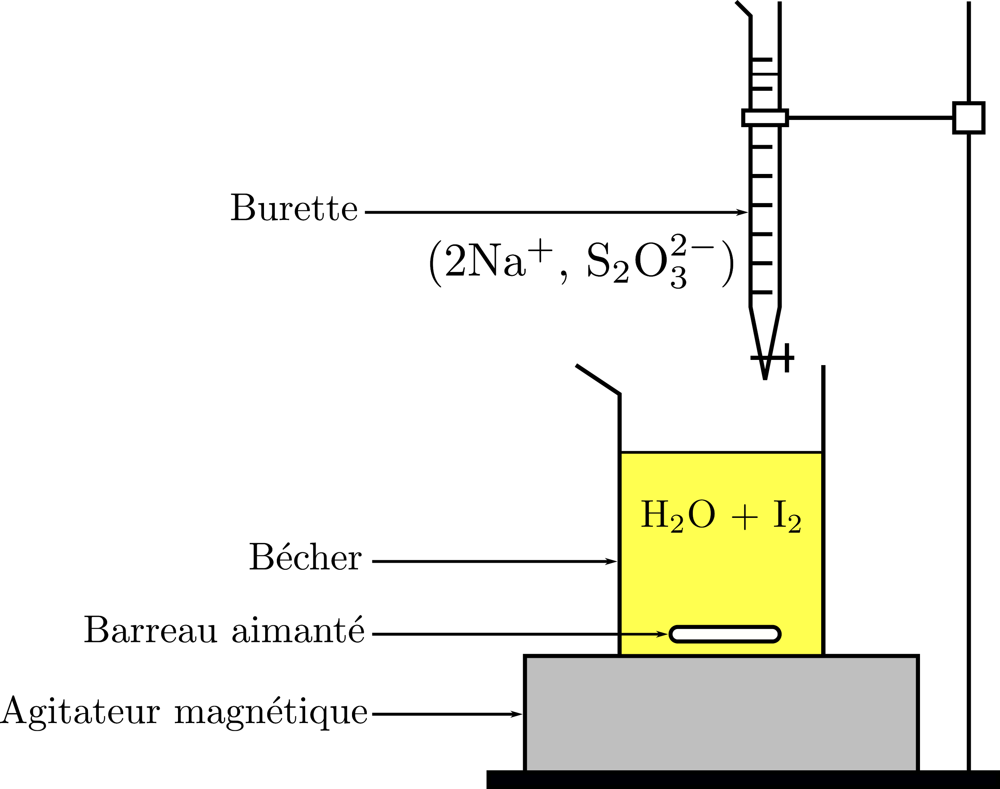 Burette
(2Na⁺, S₂O₃²⁻)
H₂O + I₂
Bécher
Barreau aimanté
Agitateur magnétique